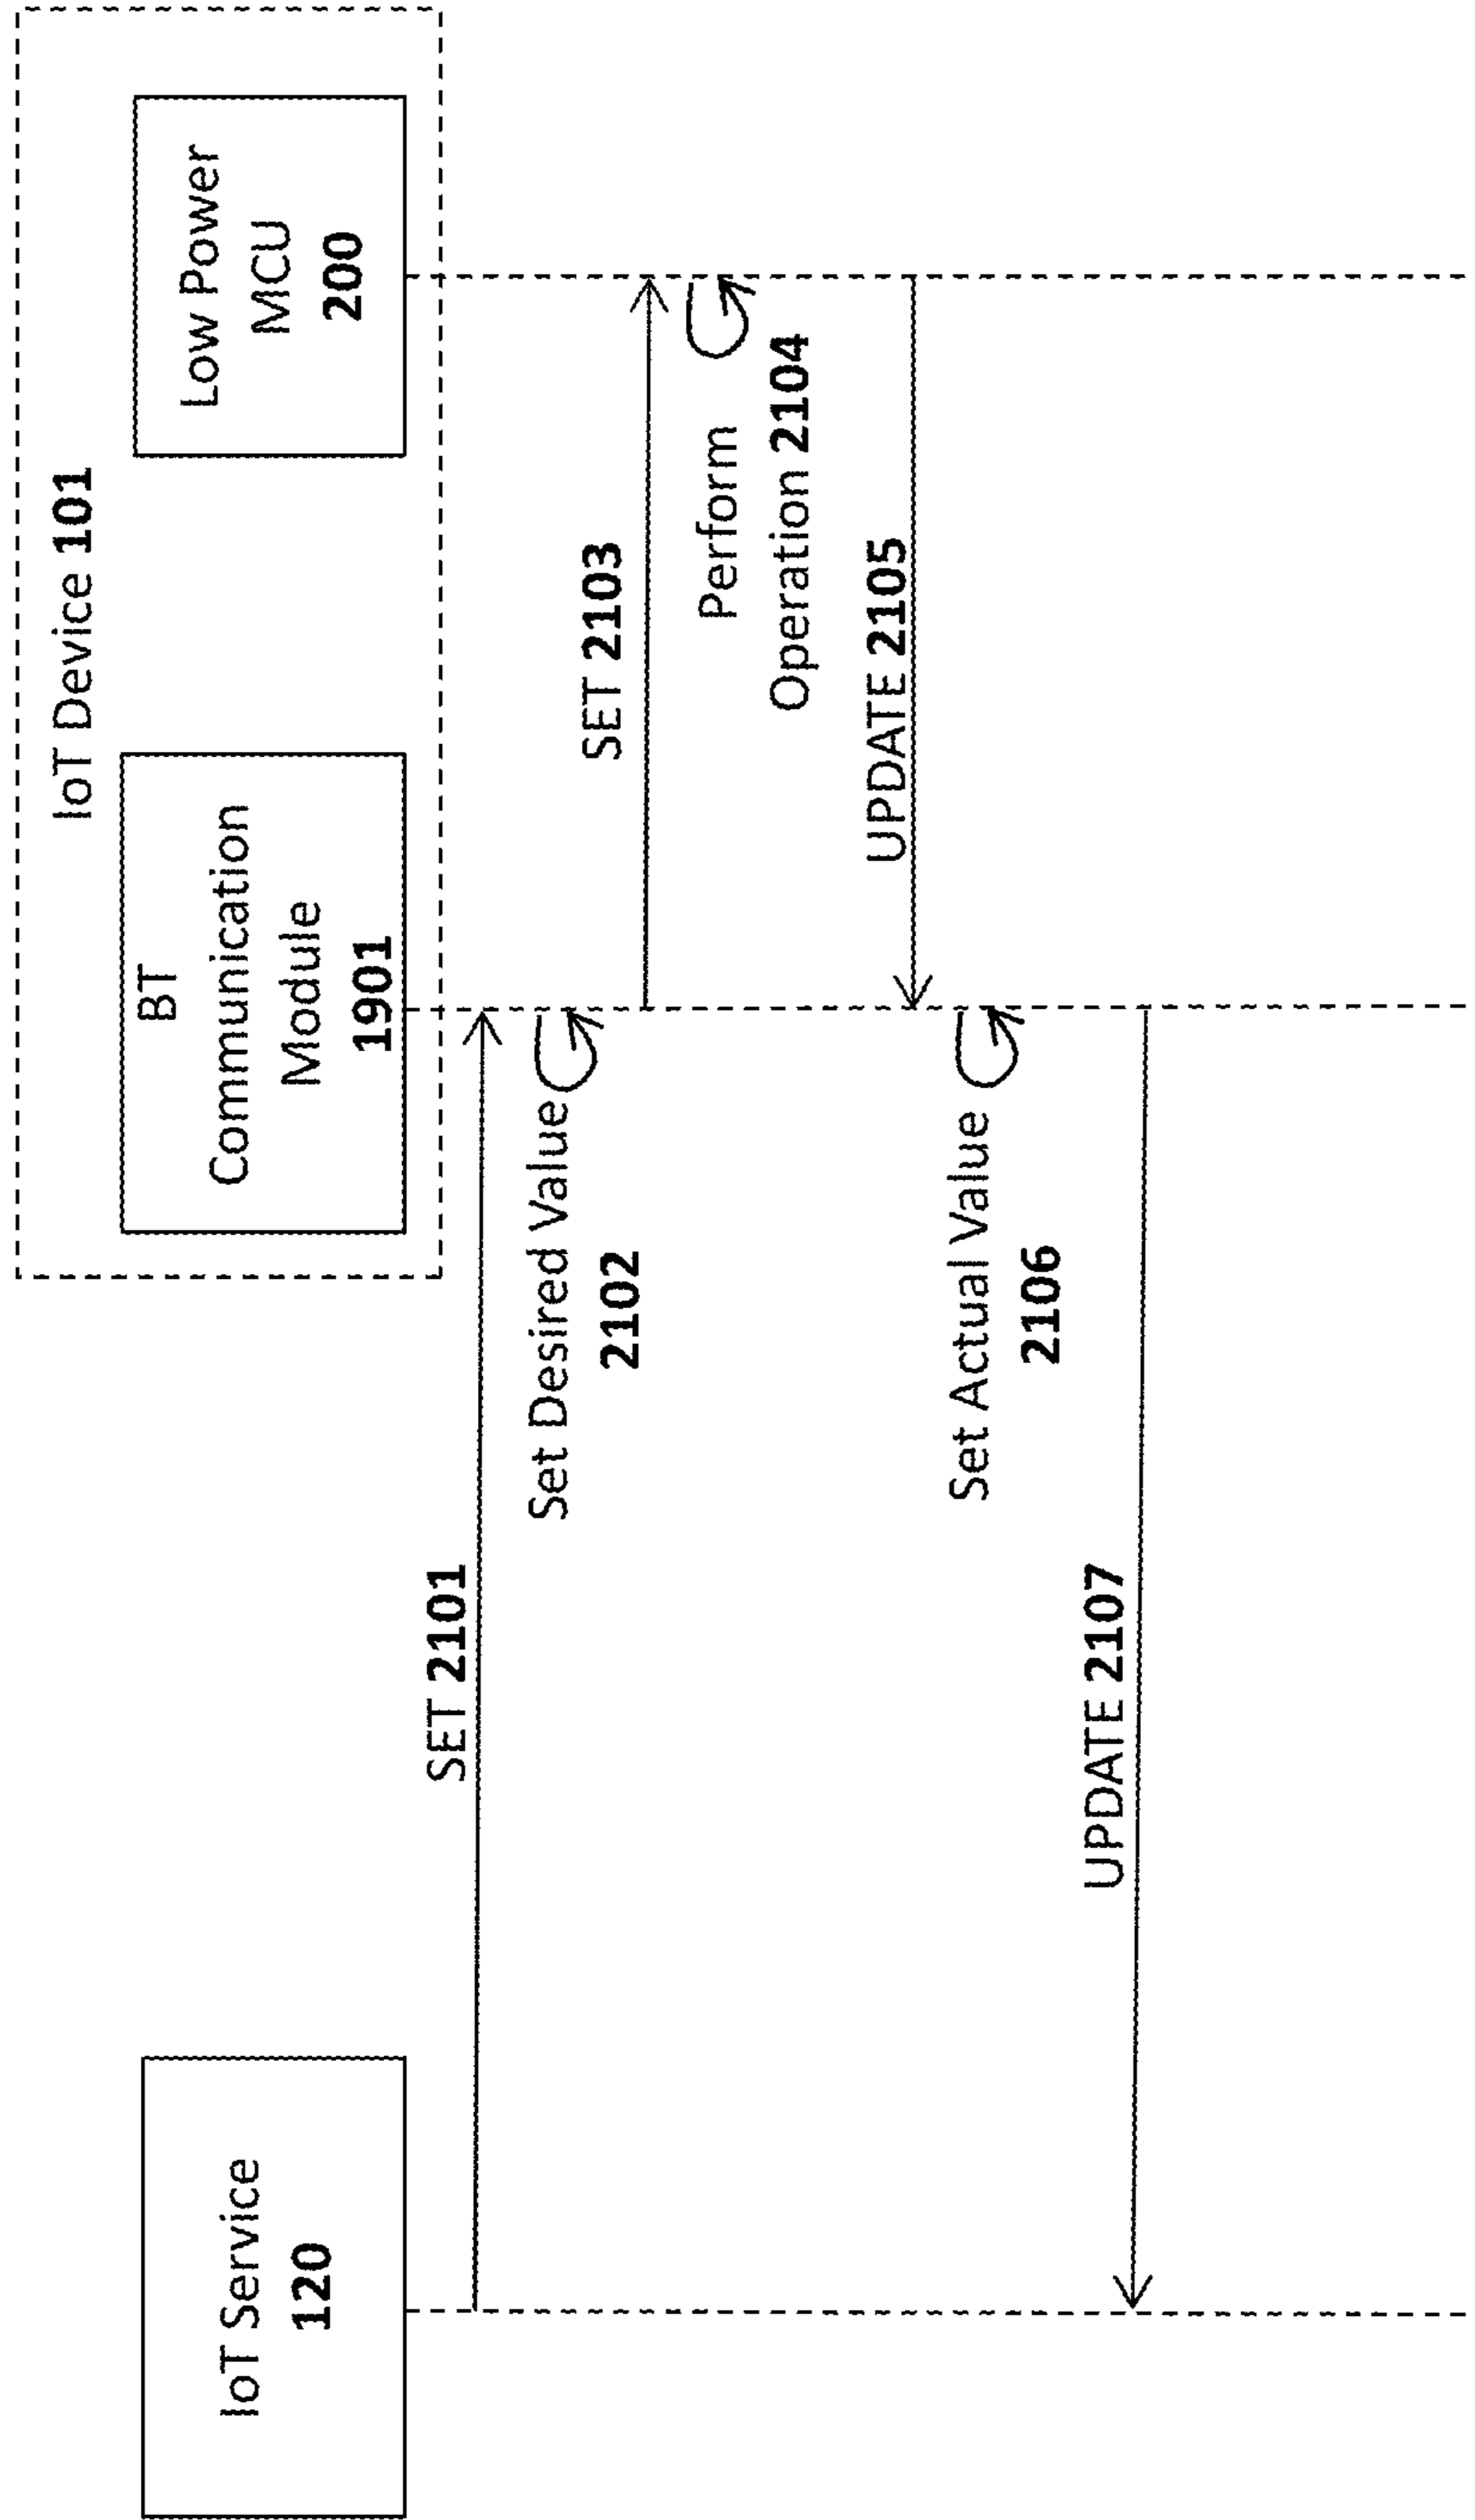 IoT Device 101
IoT Service
120
BT
Communication
Module
1901
Low Power
MCU
200
SET 2101
Set Desired Value
2102
SET 2103
Perform
Operation 2104
UPDATE 2105
Set Actual Value
2106
UPDATE 2107